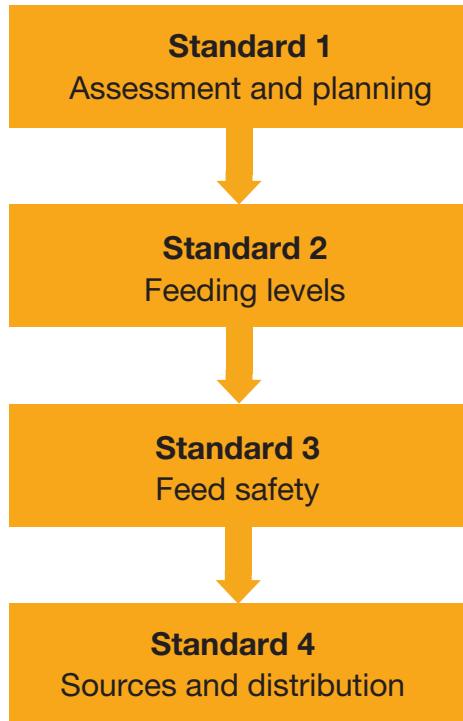 Standard 1
Assessment and planning
Standard 2
Feeding levels
Standard 3
Feed safety
Standard 4
Sources and distribution